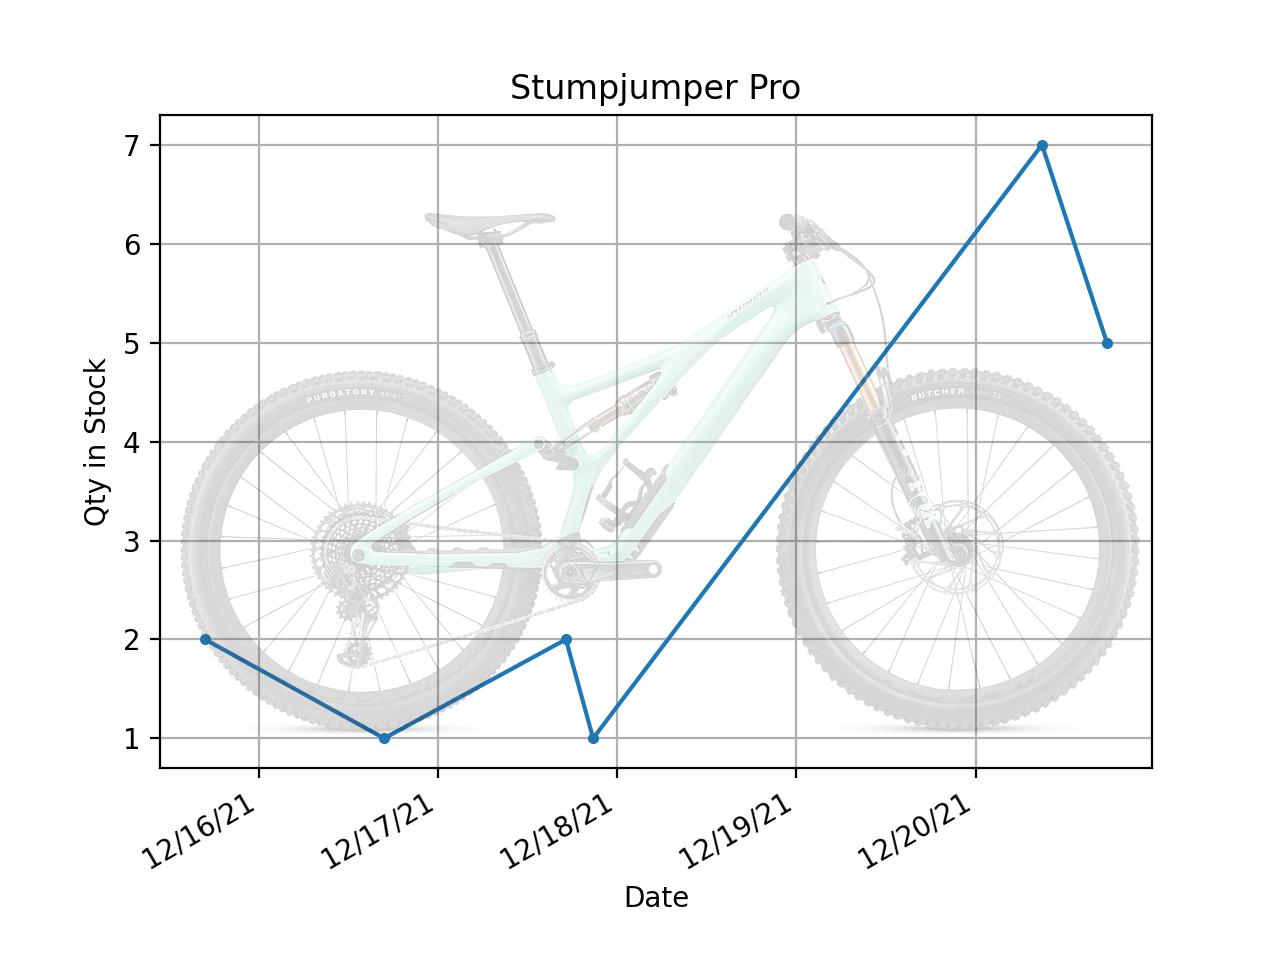 Stumpjumper Pro
7
6
5
4
3
2
1
Qty in Stock
SPECIALIZED
PURGATORY
BUTCHER
12/16/21
12/17/21
12/18/21
12/19/21
12/20/21
Date